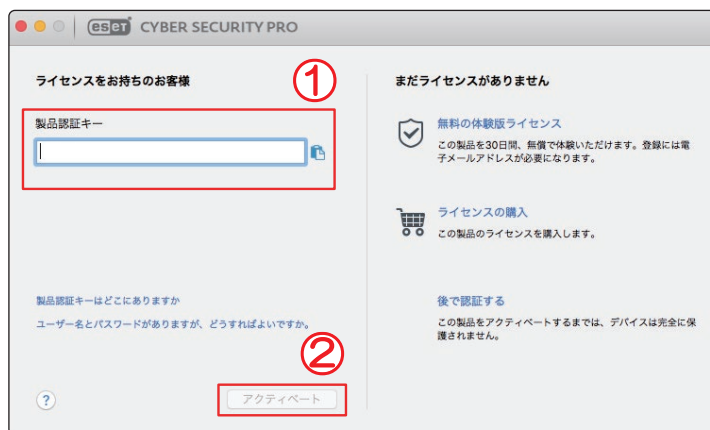 eset CYBER SECURITY PRO
ライセンスをお持ちのお客様
①
製品認証キー
製品認証キーはどこにありますか
ユーザー名とパスワードがありますが、どうすればよいですか。
②
?
アクティベート
まだライセンスがありません
無料の体験版ライセンス
この製品を30日間、無償で体験いただけます。登録には電
子メールアドレスが必要になります。
ライセンスの購入
この製品のライセンスを購入します。
後で認証する
この製品をアクティベートするまでは、デバイスは完全に保
護されません。